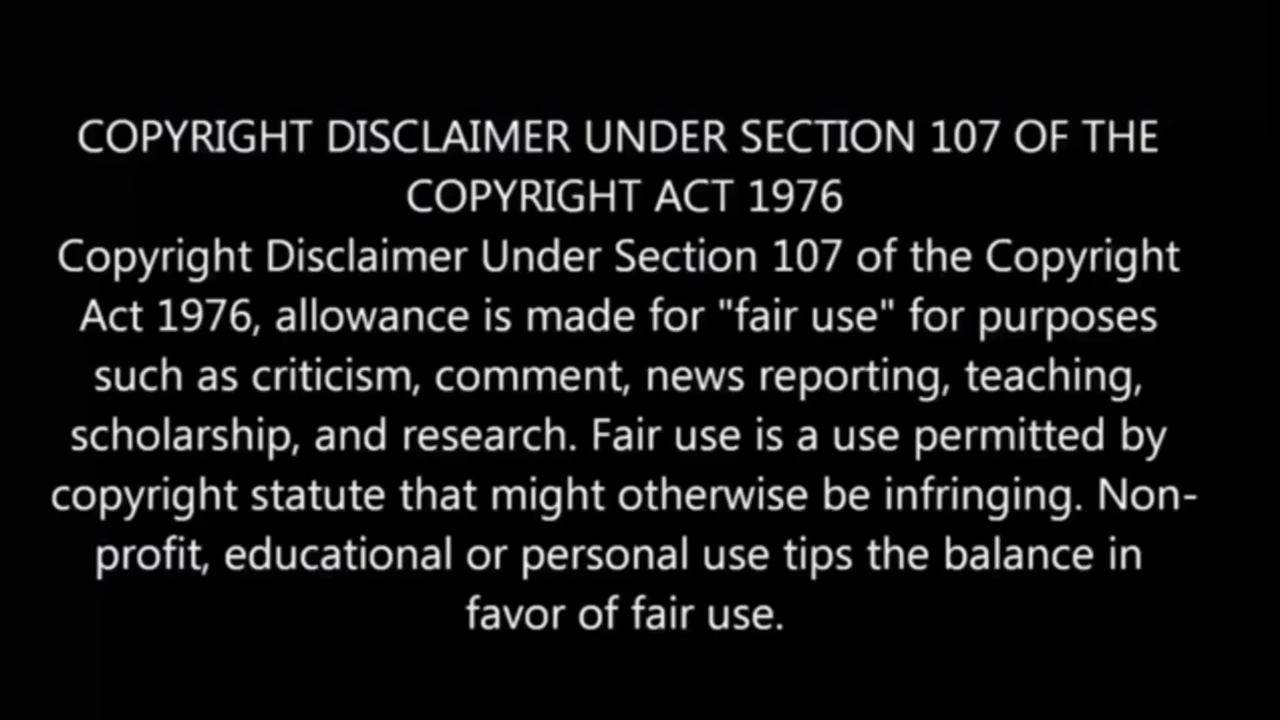 COPYRIGHT DISCLAIMER UNDER SECTION 107 OF THE
COPYRIGHT ACT 1976
Copyright Disclaimer Under Section 107 of the Copyright
Act 1976, allowance is made for "fair use" for purposes
such as criticism, comment, news reporting, teaching,
scholarship, and research. Fair use is a use permitted by
copyright statute that might otherwise be infringing. Non-
profit, educational or personal use tips the balance in
favor of fair use.